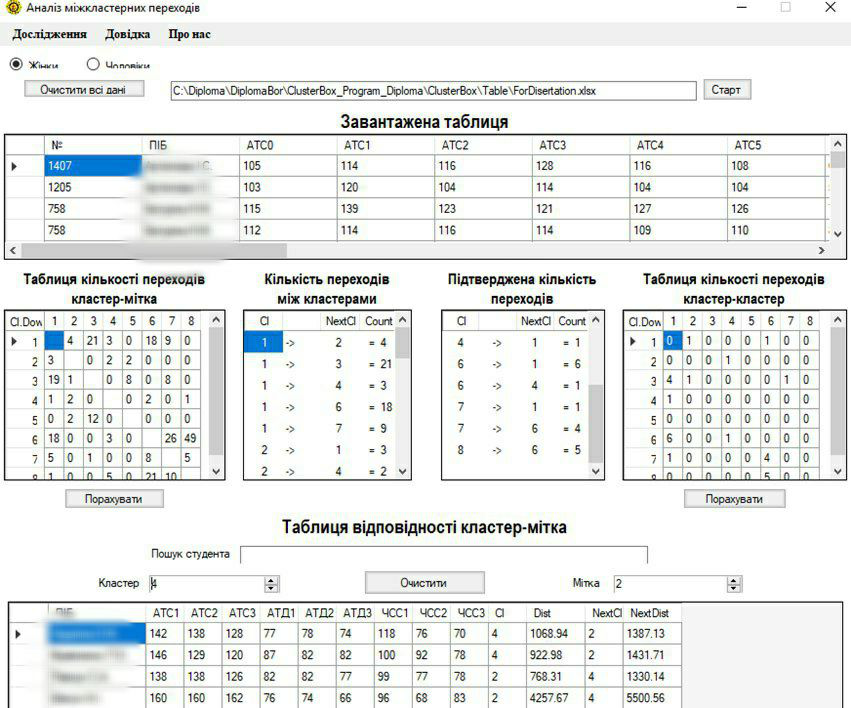 Аналіз міжкластерних переходів
Дослідження Довідка Про нас
Жінки Чоловіки
Очистити всі дані C:\Diploma\DiplomaBor\ClusterBox_Program_Diploma\ClusterBox\Table\ForDisertation.xlsx Старт
Завантажена таблиця
№ ПІБ АТС0 АТС1 АТС2 АТС3 АТС4 АТС5
1407 105 114 116 128 116 108
1205 103 120 104 114 104 104
758 115 139 123 121 127 126
758 112 114 116 114 109 110
Таблиця кількості переходів Кількість переходів Підтверджена кількість Таблиця кількості переходів
кластер-мітка між кластерами переходів кластер-кластер
Cl.Dow 1 2 3 4 5 6 7 8 Cl NextCl Count Cl NextCl Count Cl.Dow 1 2 3 4 5 6 7 8
1 4 21 3 0 18 9 0 1 -> 2 = 4 4 -> 1 = 1 1 0 1 0 0 0 1 0 0
2 3 0 2 2 0 0 0 1 -> 3 = 21 6 -> 1 = 6 2 0 0 0 1 0 0 0 0
3 19 1 0 8 0 8 0 1 -> 4 = 3 6 -> 4 = 1 3 4 1 0 0 0 0 1 0
4 1 2 0 0 2 0 1 1 -> 6 = 18 7 -> 1 = 1 4 1 0 0 0 0 0 0 0
5 0 2 12 0 0 0 0 1 -> 7 = 9 7 -> 6 = 4 5 0 0 0 0 0 0 0 0
6 18 0 0 3 0 26 49 2 -> 1 = 3 8 -> 6 = 5 6 6 0 0 1 0 0 0 0
7 5 0 1 0 0 8 5 2 -> 4 = 2 7 1 0 0 0 0 4 0 0
8 1 0 0 5 0 21 10 8 0 0 0 0 0 5 0 0
Порахувати Порахувати
Таблиця відповідності кластер-мітка
Пошук студента
Кластер 4 Очистити Мітка 2
ПІБ АТС1 АТС2 АТС3 АТД1 АТД2 АТД3 ЧСС1 ЧСС2 ЧСС3 Cl Dist NextCl NextDist
142 138 128 77 78 74 118 76 70 4 1068.94 2 1387.13
146 129 120 87 82 82 100 92 78 4 922.98 2 1431.71
138 138 126 82 82 77 99 77 78 2 768.31 4 1330.14
160 160 162 76 74 66 96 68 83 2 4257.67 4 5500.56